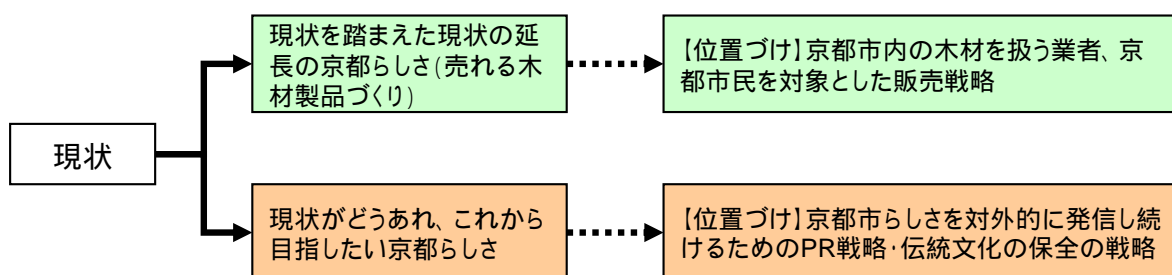 現状
現状を踏まえた現状の延
長の京都らしさ(売れる木
材製品づくり)
【位置づけ】京都市内の木材を扱う業者、京
都市民を対象とした販売戦略
現状がどうあれ、これから
目指したい京都らしさ
【位置づけ】京都市らしさを対外的に発信し続
けるためのPR戦略・伝統文化の保全の戦略